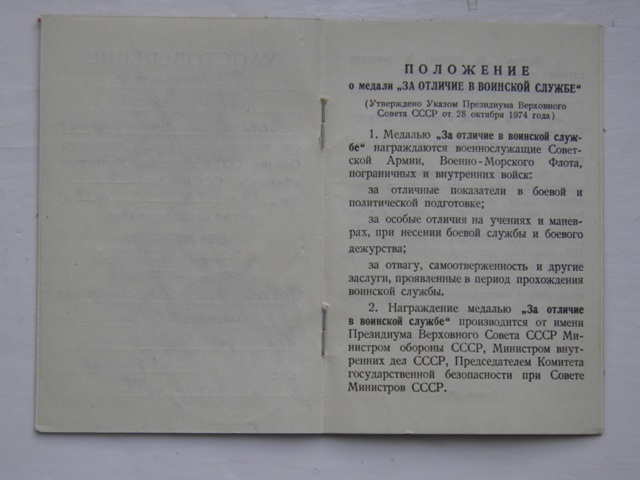 УДОСТОВЕРЕНИЕ
ПОЛОЖЕНИЕ
о медали „ЗА ОТЛИЧИЕ В ВОИНСКОЙ СЛУЖБЕ“
(Утверждено Указом Президиума Верховного
Совета СССР от 28 октября 1974 года)
1. Медалью „За отличие в воинской служ-
бе“ награждаются военнослужащие Совет-
ской Армии, Военно-Морского Флота,
пограничных и внутренних войск:
за отличные показатели в боевой и
политической подготовке;
за особые отличия на учениях и манев-
рах, при несении боевой службы и боевого
дежурства;
за отвагу, самоотверженность и другие
заслуги, проявленные в период прохождения
воинской службы.
2. Награждение медалью „За отличие
в воинской службе“ производится от имени
Президиума Верховного Совета СССР Ми-
нистром обороны СССР, Министром внут-
ренних дел СССР, Председателем Комитета
государственной безопасности при Совете
Министров СССР.